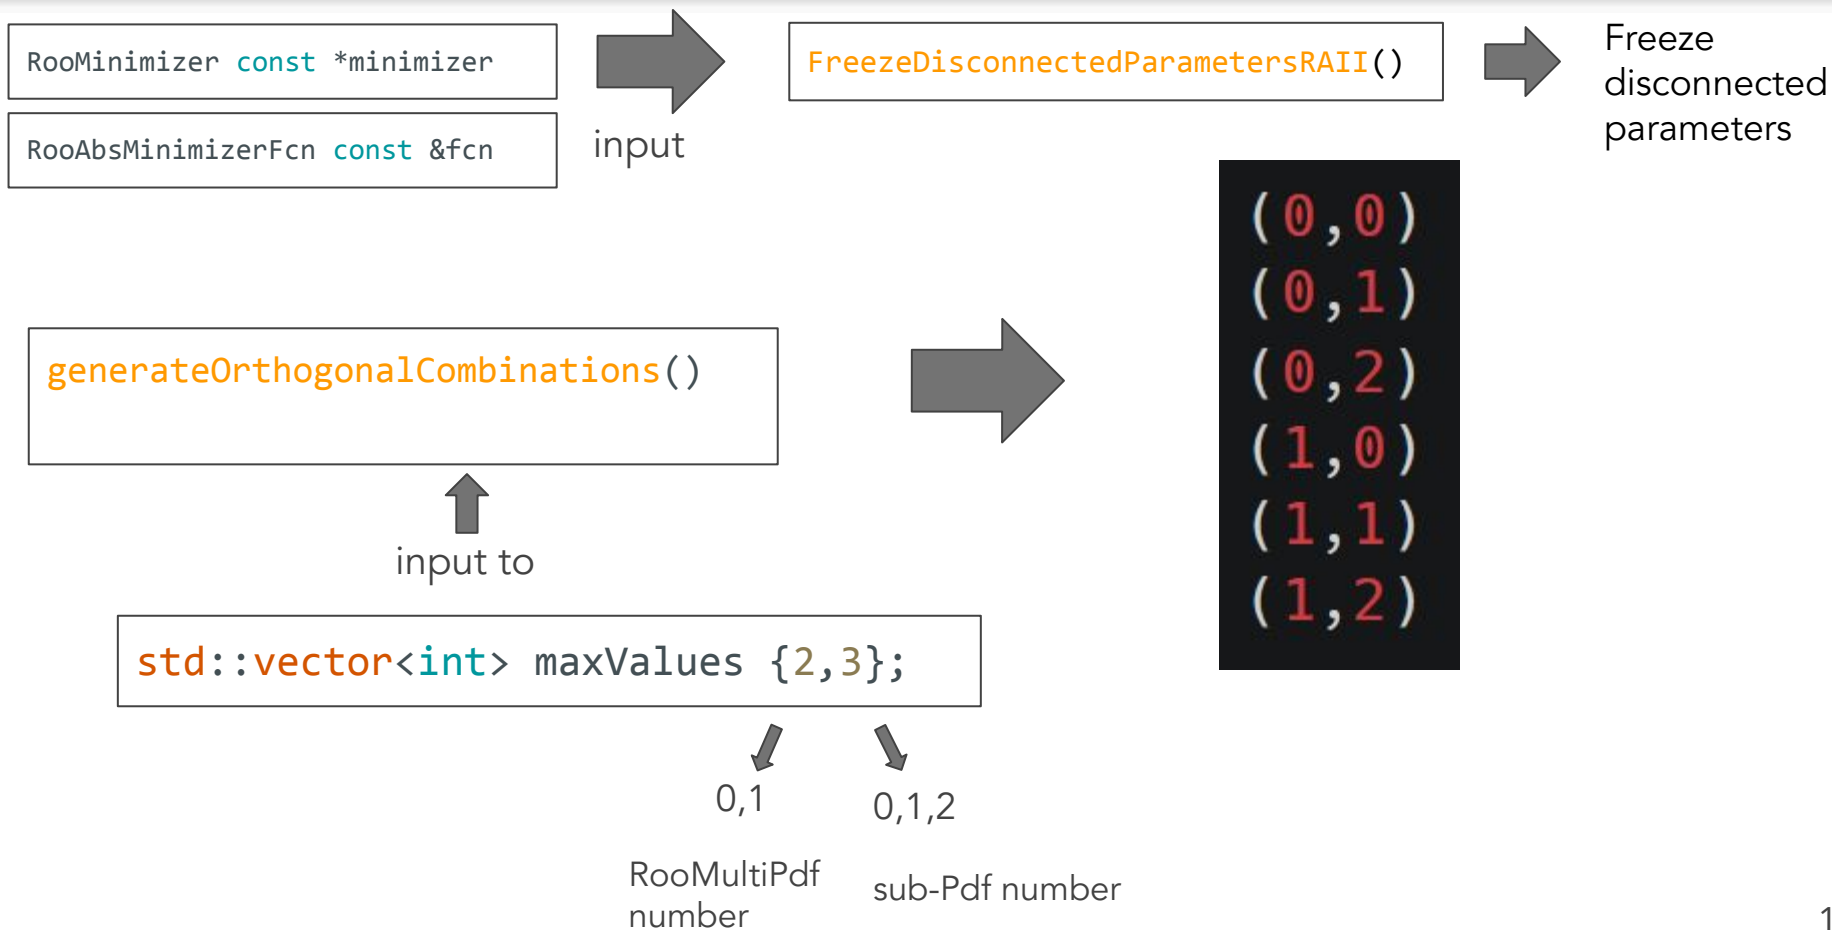 RooMinimizer const *minimizer
RooAbsMinimizerFcn const &fcn
input
FreezeDisconnectedParametersRAII()
Freeze
disconnected
parameters
generateOrthogonalCombinations()
input to
std::vector<int> maxValues {2,3};
0,1
0,1,2
RooMultiPdf
number
sub-Pdf number
(0,0)
(0,1)
(0,2)
(1,0)
(1,1)
(1,2)
1